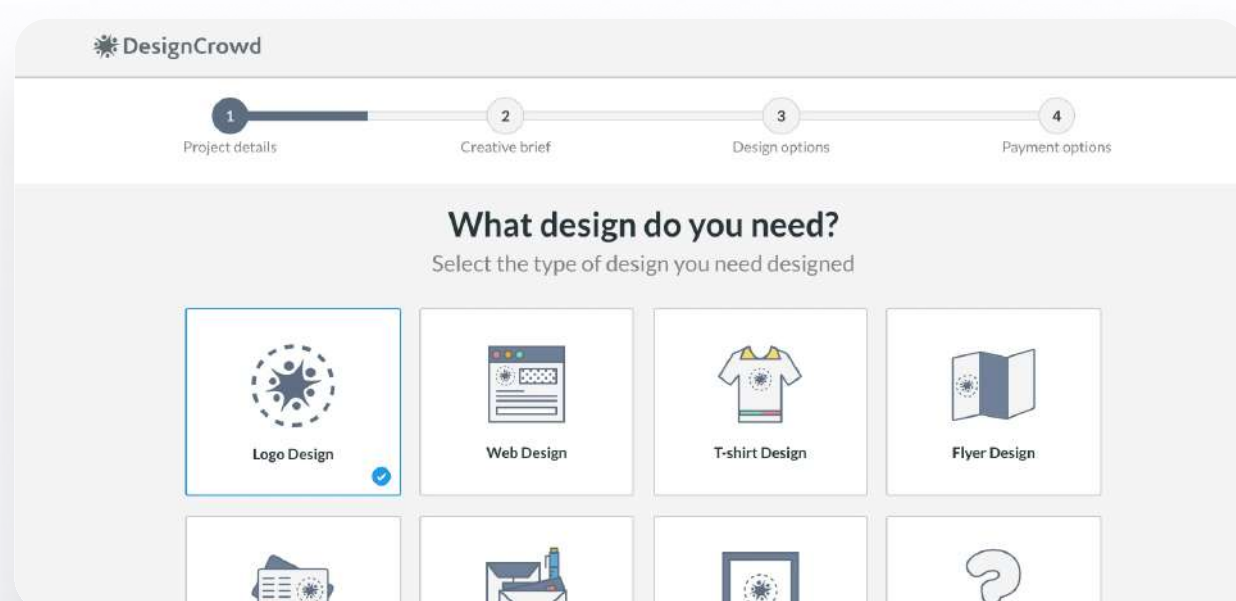 DesignCrowd
1 2 3 4
Project details Creative brief Design options Payment options
What design do you need?
Select the type of design you need designed
Logo Design Web Design T-shirt Design Flyer Design